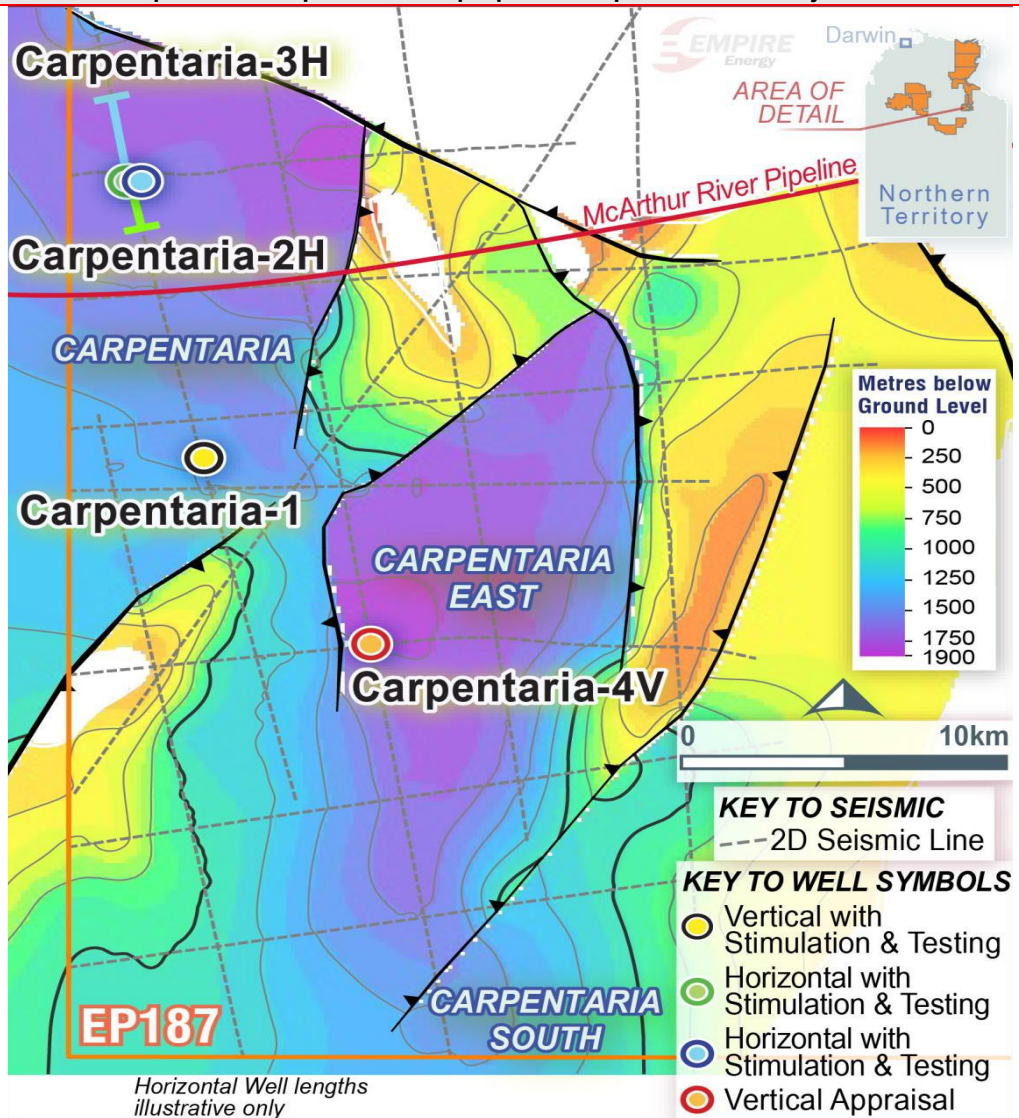 Carpentaria-3H
EMPIRE
Energy
Darwin
AREA OF
DETAIL
Northern
Territory
McArthur River Pipeline
Carpentaria-2H
CARPENTARIA
Metres below
Ground Level
0
250
500
750
1000
1250
1500
1750
1900
Carpentaria-1
CARPENTARIA
EAST
Carpentaria-4V
0 10km
KEY TO SEISMIC
2D Seismic Line
KEY TO WELL SYMBOLS
Vertical with
Stimulation & Testing
Horizontal with
Stimulation & Testing
Horizontal with
Stimulation & Testing
Vertical Appraisal
CARPENTARIA
SOUTH
EP187
Horizontal Well lengths
illustrative only